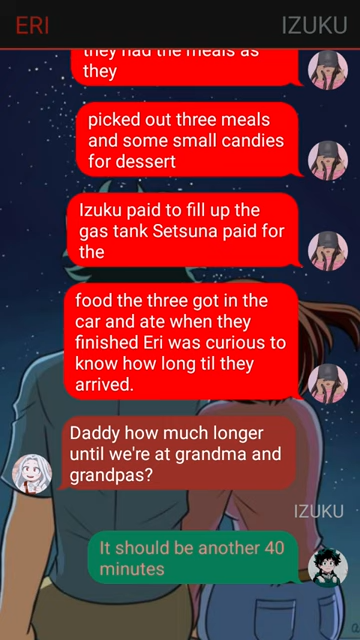 ERI IZUKU
they had the meals as
they
picked out three meals
and some small candies
for dessert
Izuku paid to fill up the
gas tank Setsuna paid for
the
food the three got in the
car and ate when they
finished Eri was curious to
know how long til they
arrived.
Daddy how much longer
until we're at grandma and
grandpas?
IZUKU
It should be another 40
minutes